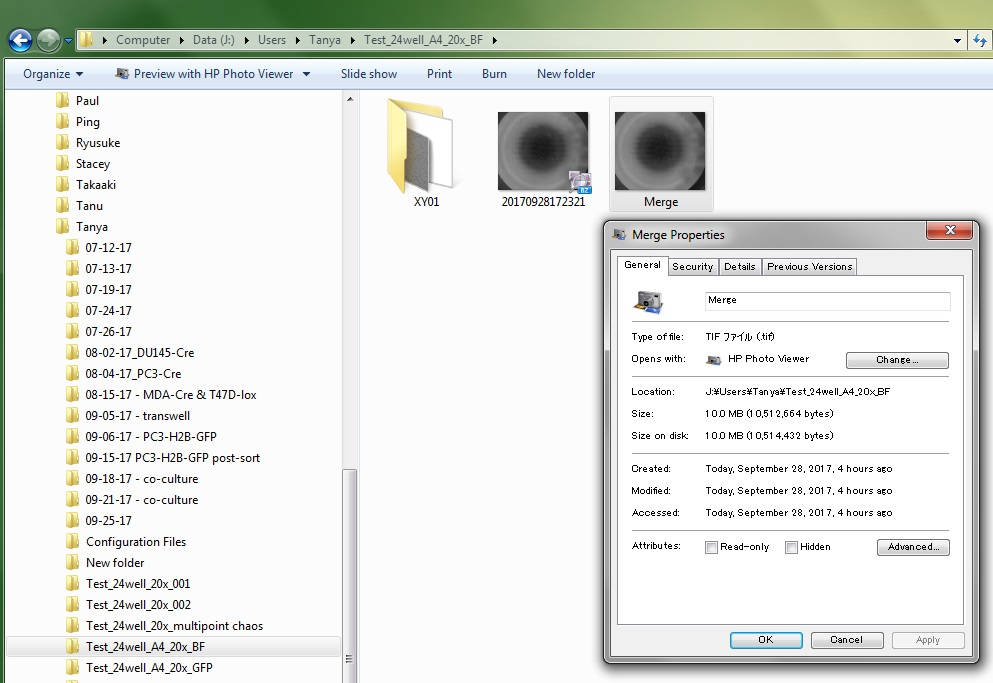 Computer Data (J:) Users Tanya Test_24well_A4_20x_BF
Organize Preview with HP Photo Viewer Slide show Print Burn New folder
Paul
Ping
Ryusuke
Stacey
Takaaki
Tanu
Tanya
07-12-17
07-13-17
07-19-17
07-24-17
07-26-17
08-02-17_DU145-Cre
08-04-17_PC3-Cre
08-15-17 - MDA-Cre & T47D-lox
09-05-17 - transwell
09-06-17 - PC3-H2B-GFP
09-15-17 PC3-H2B-GFP post-sort
09-18-17 - co-culture
09-21-17 - co-culture
09-25-17
Configuration Files
New folder
Test_24well_20x_001
Test_24well_20x_002
Test_24well_20x_multipoint chaos
Test_24well_A4_20x_BF
Test_24well_A4_20x_GFP
XY01
BZ
20170928172321
Merge
Merge Properties
General Security Details Previous Versions
Merge
Type of file: TIF ファイル (.tif)
Opens with: HP Photo Viewer Change...
Location: J:¥Users¥Tanya¥Test_24well_A4_20x_BF
Size: 10.0 MB (10,512,664 bytes)
Size on disk: 10.0 MB (10,514,432 bytes)
Created: Today, September 28, 2017, 4 hours ago
Modified: Today, September 28, 2017, 4 hours ago
Accessed: Today, September 28, 2017, 4 hours ago
Attributes: Read-only Hidden Advanced...
OK Cancel Apply